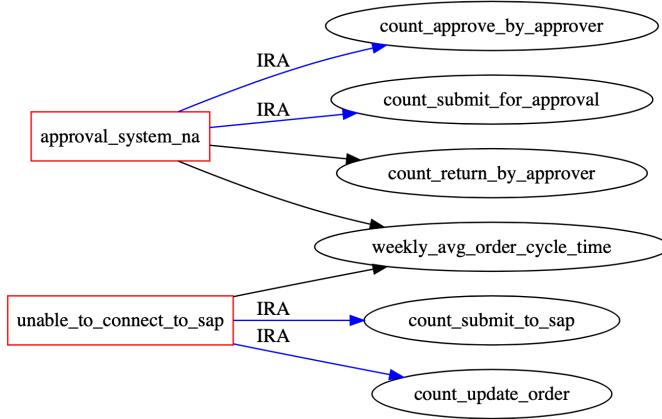 count_approve_by_approver
IRA
count_submit_for_approval
IRA
approval_system_na
count_return_by_approver
weekly_avg_order_cycle_time
IRA
count_submit_to_sap
unable_to_connect_to_sap
IRA
count_update_order